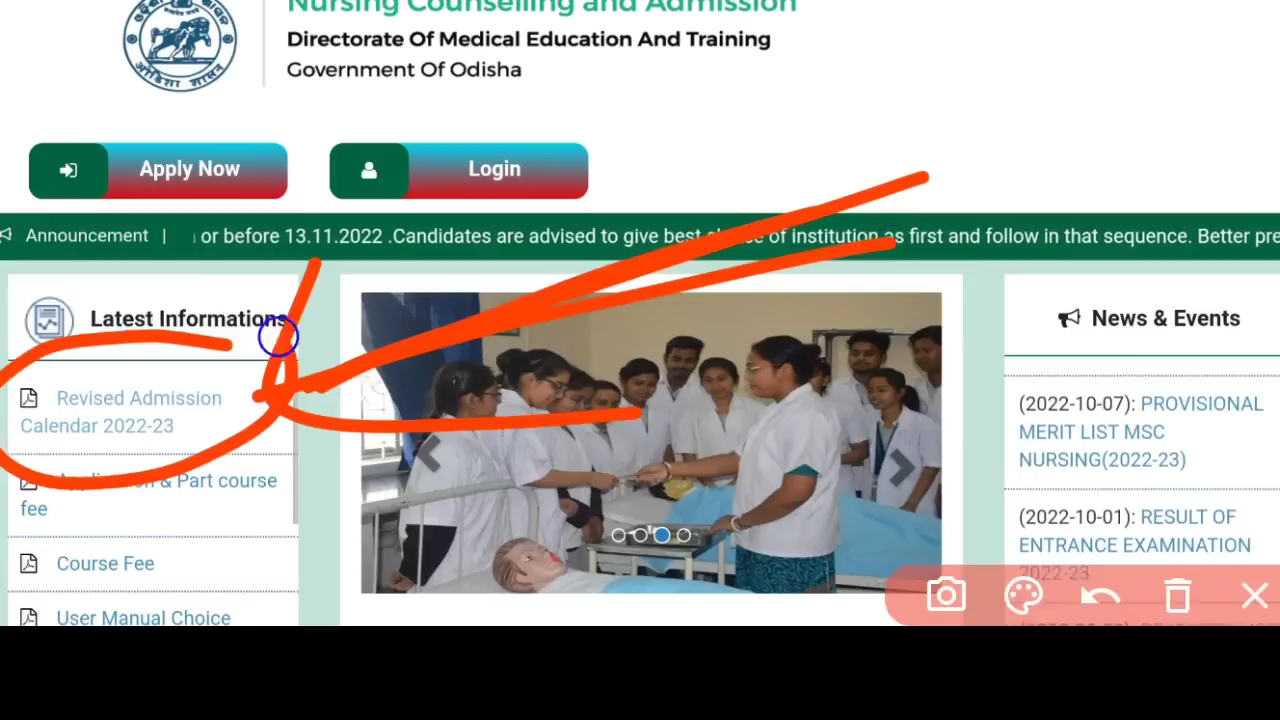 Nursing Counselling and Admission
Directorate Of Medical Education And Training
Government Of Odisha
ଓଡ଼ିଶା ଶାସନ
Apply Now
Login
Announcement | or before 13.11.2022 .Candidates are advised to give best of institution as first and follow in that sequence. Better pre
Latest Informations
Revised Admission
Calendar 2022-23
Application & Part course
fee
Course Fee
User Manual Choice
News & Events
(2022-10-07): PROVISIONAL
MERIT LIST MSC
NURSING(2022-23)
(2022-10-01): RESULT OF
ENTRANCE EXAMINATION
2022-23